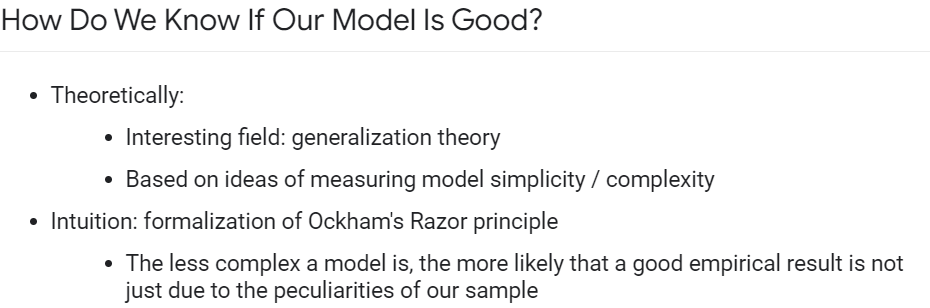 How Do We Know If Our Model Is Good?
• Theoretically:
• Interesting field: generalization theory
• Based on ideas of measuring model simplicity / complexity
• Intuition: formalization of Ockham's Razor principle
• The less complex a model is, the more likely that a good empirical result is not
just due to the peculiarities of our sample